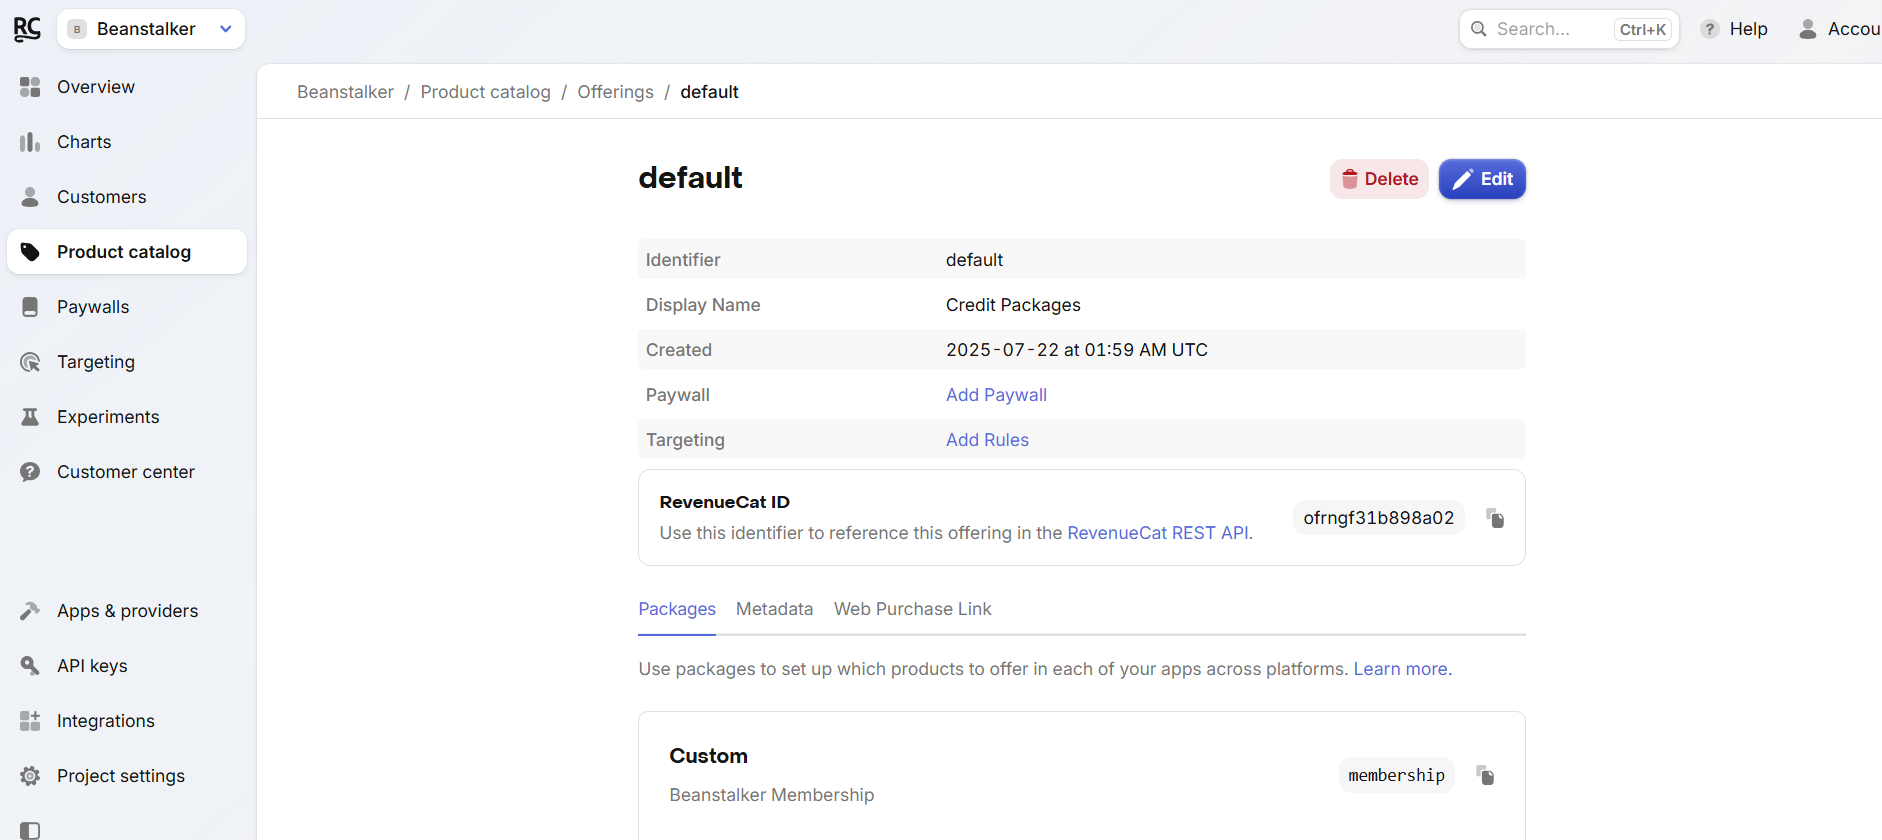 RC
B Beanstalker
Search... Ctrl+K
? Help
Accou
Overview
Charts
Customers
Product catalog
Paywalls
Targeting
Experiments
Customer center
Apps & providers
API keys
Integrations
Project settings
Beanstalker / Product catalog / Offerings / default
default
Delete
Edit
Identifier default
Display Name Credit Packages
Created 2025-07-22 at 01:59 AM UTC
Paywall Add Paywall
Targeting Add Rules
RevenueCat ID
Use this identifier to reference this offering in the RevenueCat REST API.
ofrngf31b898a02
Packages Metadata Web Purchase Link
Use packages to set up which products to offer in each of your apps across platforms. Learn more.
Custom
Beanstalker Membership
membership